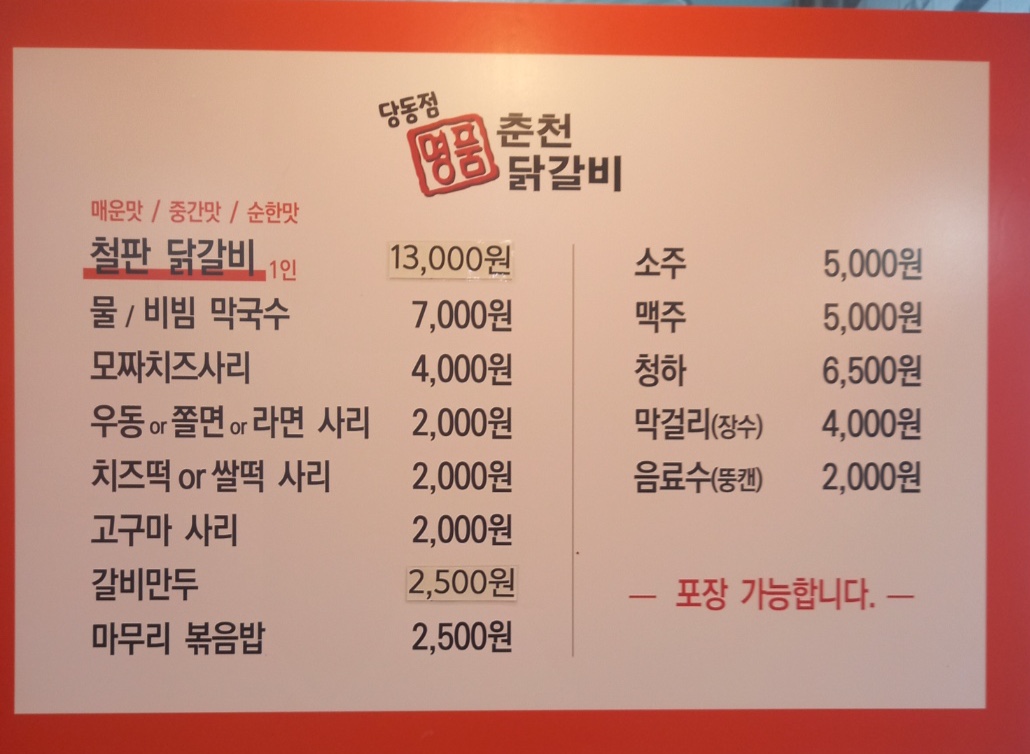 당동점
명품
춘천
닭갈비
매운맛 / 중간맛 / 순한맛
철판 닭갈비 1인 13,000원
물 / 비빔 막국수 7,000원
모짜치즈사리 4,000원
우동 or 쫄면 or 라면 사리 2,000원
치즈떡 or 쌀떡 사리 2,000원
고구마 사리 2,000원
갈비만두 2,500원
마무리 볶음밥 2,500원
소주 5,000원
맥주 5,000원
청하 6,500원
막걸리(장수) 4,000원
음료수(뚱캔) 2,000원
— 포장 가능합니다. —